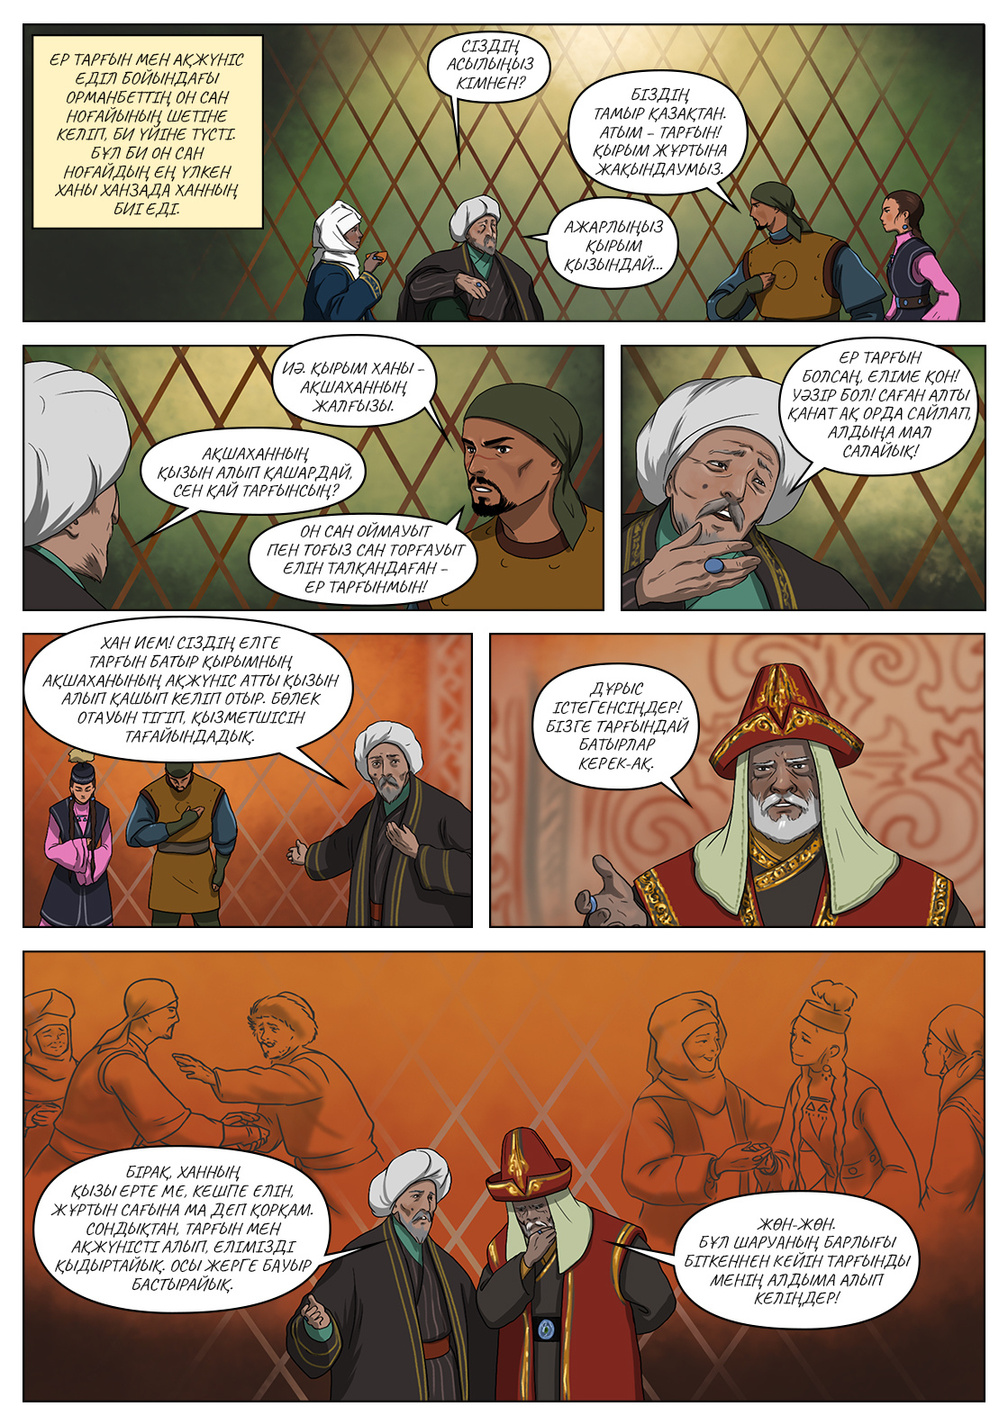 ЕР ТАРҒЫН МЕН АҚЖҮНІС
ЕДІЛ БОЙЫНДАҒЫ
ОРМАНБЕТТІҢ ОН САН
НОҒАЙЫНЫҢ ШЕТІНЕ
КЕЛІП, БИ ҮЙІНЕ ТҮСТІ.
БҰЛ БИ ОН САН
НОҒАЙДЫҢ ЕҢ ҮЛКЕН
ХАНЫ ХАНЗАДА ХАННЫҢ
БИІ ЕДІ.
СІЗДІҢ
АСЫЛЫҢЫЗ
КІМНЕН?
БІЗДІҢ
ТАМЫР ҚАЗАҚТАН.
АТЫМ – ТАРҒЫН!
ҚЫРЫМ ЖҰРТЫНА
ЖАҚЫНДАУМЫЗ.
АЖАРЛЫҢЫЗ
ҚЫРЫМ
ҚЫЗЫНДАЙ...
ИӘ. ҚЫРЫМ ХАНЫ –
АҚШАХАННЫҢ
ЖАЛҒЫЗЫ.
АҚШАХАННЫҢ
ҚЫЗЫН АЛЫП ҚАШАРДАЙ,
СЕН ҚАЙ ТАРҒЫНСЫҢ?
ОН САН ОЙМАУЫТ
ПЕН ТОҒЫЗ САН ТОРҒАУЫТ
ЕЛІН ТАЛҚАНДАҒАН –
ЕР ТАРҒЫНМЫН!
ЕР ТАРҒЫН
БОЛСАҢ, ЕЛІМЕ ҚОН!
УӘЗІР БОЛ! САҒАН АЛТЫ
ҚАНАТ АҚ ОРДА САЙЛАП,
АЛДЫҢА МАЛ
САЛАЙЫҚ!
ХАН ИЕМ! СІЗДІҢ ЕЛГЕ
ТАРҒЫН БАТЫР ҚЫРЫМНЫҢ
АҚШАХАНЫНЫҢ АҚЖҮНІС АТТЫ ҚЫЗЫН
АЛЫП ҚАШЫП КЕЛІП ОТЫР. БӨЛЕК
ОТАУЫН ТІГІП, ҚЫЗМЕТШІСІН
ТАҒАЙЫНДАДЫҚ.
ДҰРЫС
ІСТЕГЕНСІҢДЕР!
БІЗГЕ ТАРҒЫНДАЙ
БАТЫРЛАР
КЕРЕК-АҚ.
БІРАҚ, ХАННЫҢ
ҚЫЗЫ ЕРТЕ МЕ, КЕШПЕ ЕЛІН,
ЖҰРТЫН САҒЫНА МА ДЕП ҚОРҚАМ.
СОНДЫҚТАН, ТАРҒЫН МЕН
АҚЖҮНІСТІ АЛЫП, ЕЛІМІЗДІ
ҚЫДЫРТАЙЫҚ. ОСЫ ЖЕРГЕ БАУЫР
БАСТЫРАЙЫҚ.
ЖӨН-ЖӨН.
БҰЛ ШАРУАНЫҢ БАРЛЫҒЫ
БІТКЕННЕН КЕЙІН ТАРҒЫНДЫ
МЕНІҢ АЛДЫМА АЛЫП
КЕЛІҢДЕР!